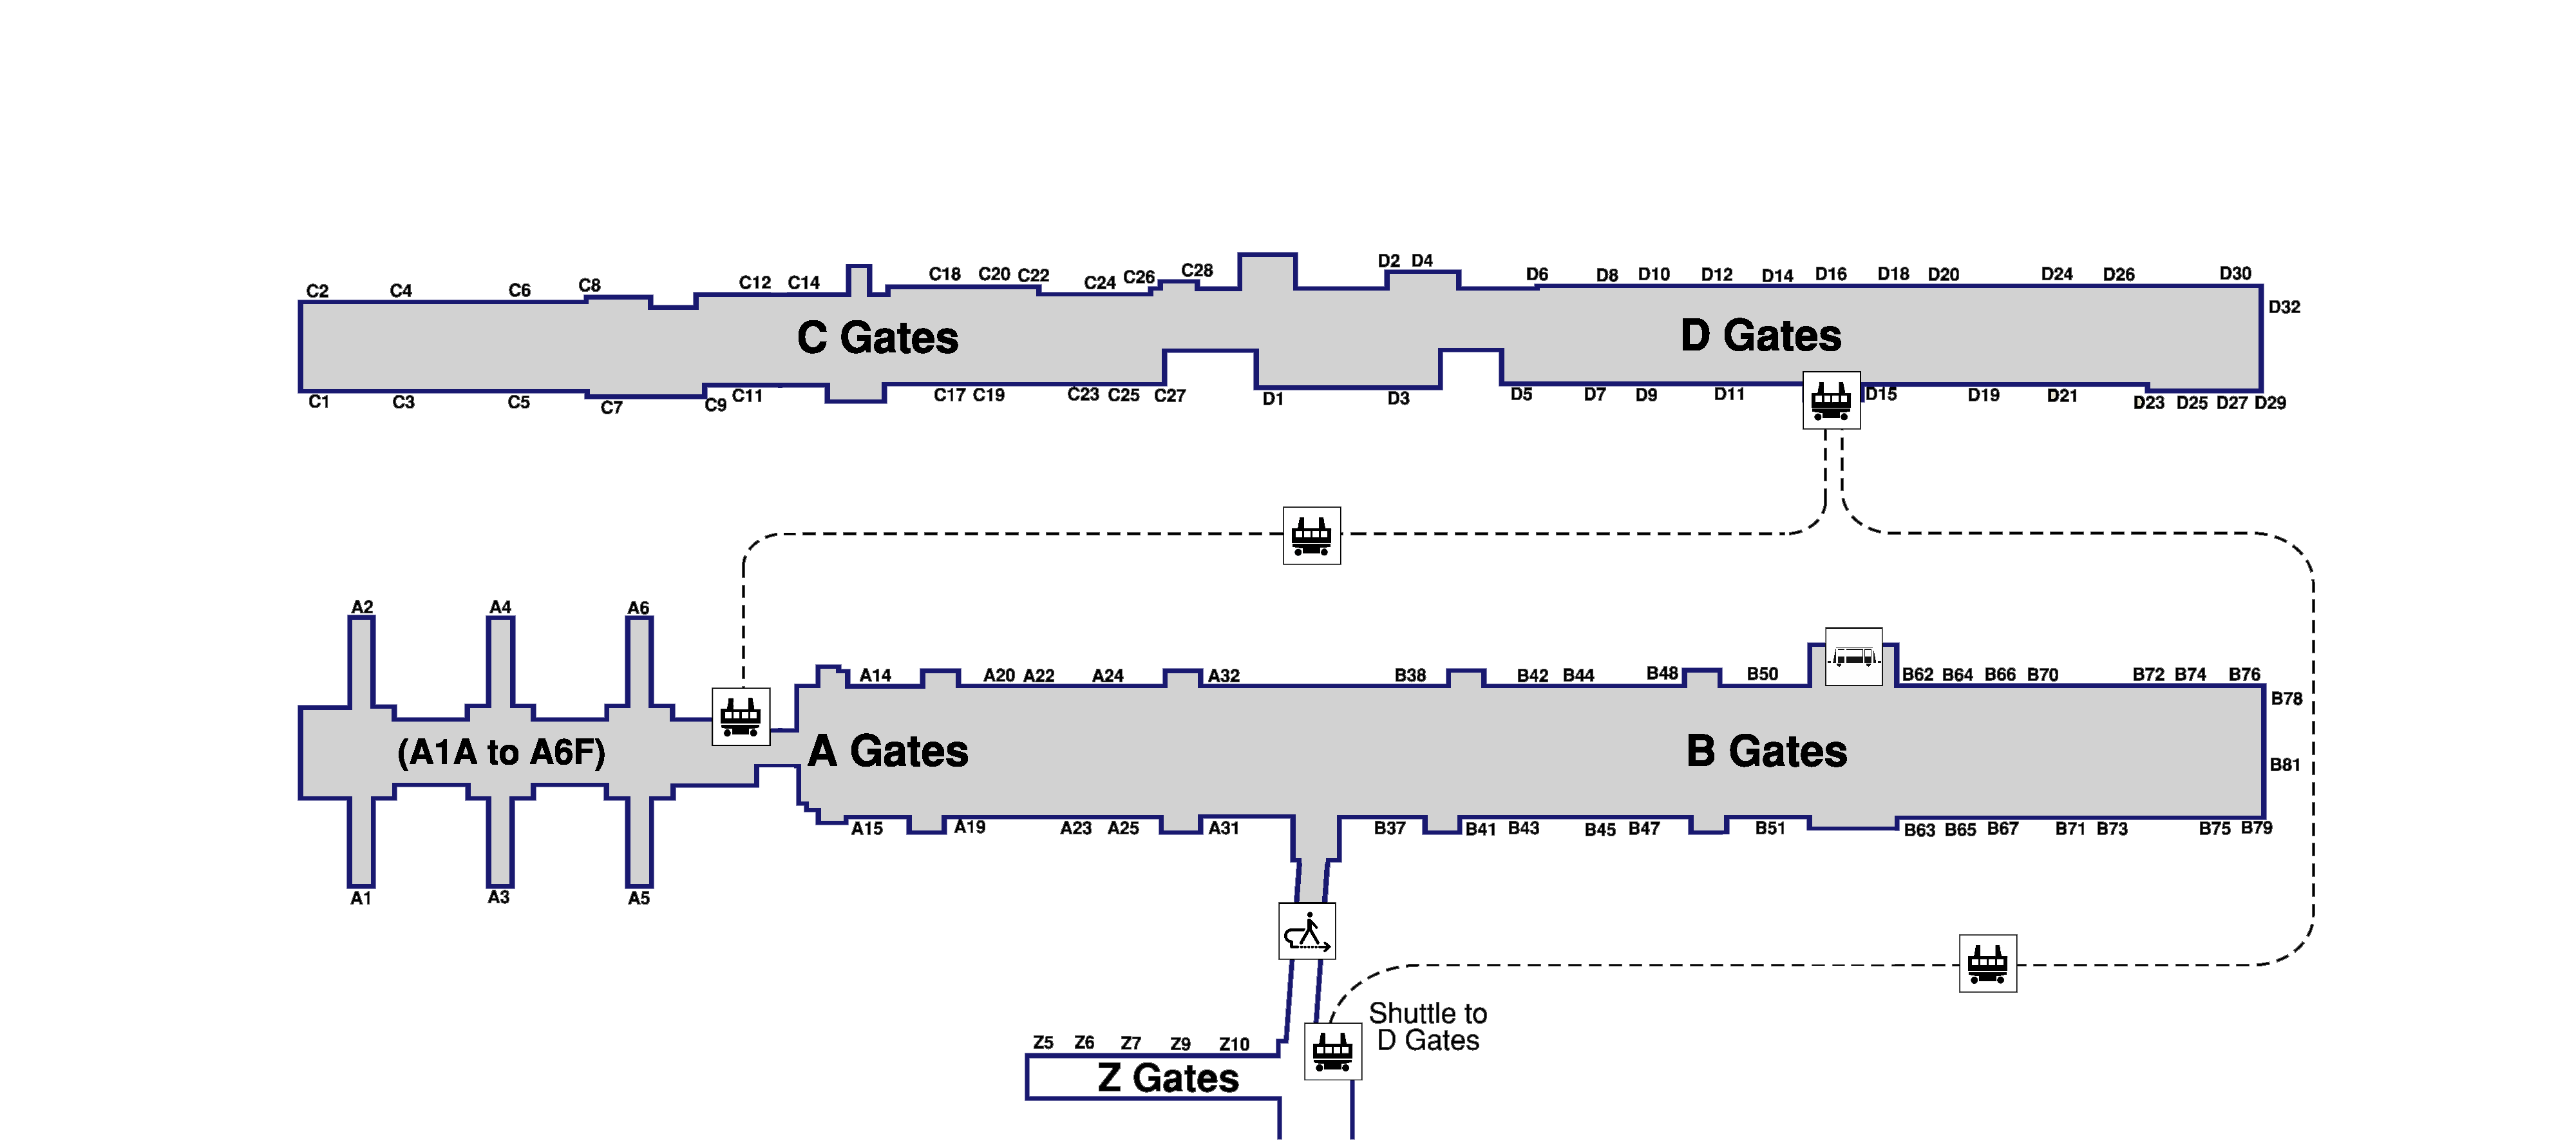 C2 C4 C6 C8 C12 C14 C18 C20 C22 C24 C26 C28 D2 D4 D6 D8 D10 D12 D14 D16 D18 D20 D24 D26 D30
D32
C Gates D Gates
C1 C3 C5 C7 C9 C11 C17 C19 C23 C25 C27 D1 D3 D5 D7 D9 D11 D15 D19 D21 D23 D25 D27 D29
A2 A4 A6
A14 A20 A22 A24 A32 B38 B42 B44 B48 B50 B62 B64 B66 B70 B72 B74 B76
B78
(A1A to A6F) A Gates B Gates
B81
A15 A19 A23 A25 A31 B37 B41 B43 B45 B47 B51 B63 B65 B67 B71 B73 B75 B79
A1 A3 A5
Shuttle to
D Gates
Z5 Z6 Z7 Z9 Z10
Z Gates